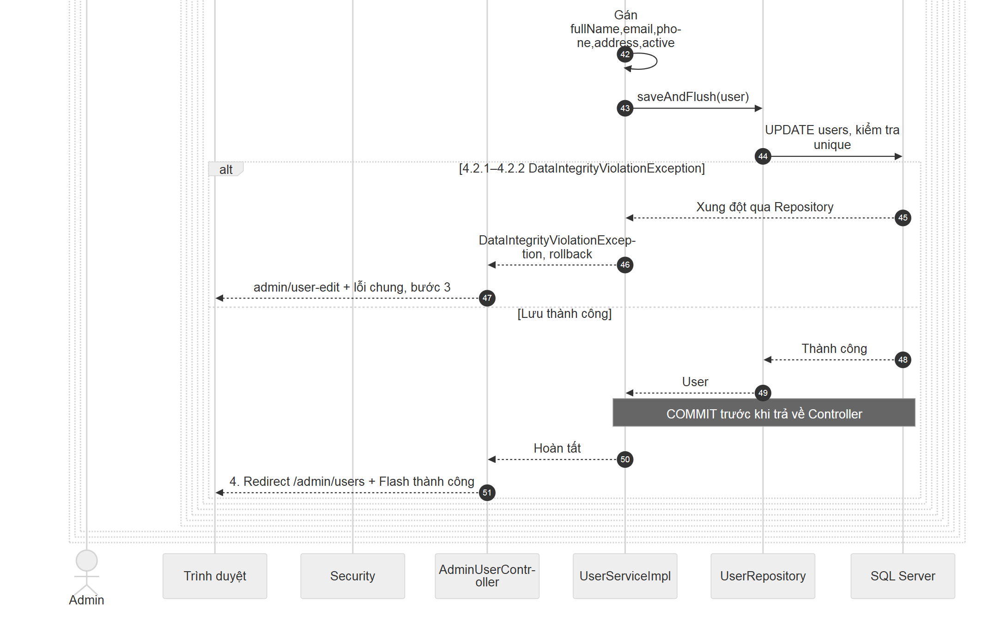 Gán
fullName,email,pho-
ne,address,active
42
saveAndFlush(user)
43
UPDATE users, kiểm tra
unique
44
alt
[4.2.1–4.2.2 DataIntegrityViolationException]
Xung đột qua Repository
45
DataIntegrityViolationExcep-
tion, rollback
46
admin/user-edit + lỗi chung, bước 3
47
[Lưu thành công]
Thành công
48
User
49
COMMIT trước khi trả về Controller
Hoàn tất
50
4. Redirect /admin/users + Flash thành công
51
Admin
Trình duyệt
Security
AdminUserContr-
oller
UserServiceImpl
UserRepository
SQL Server